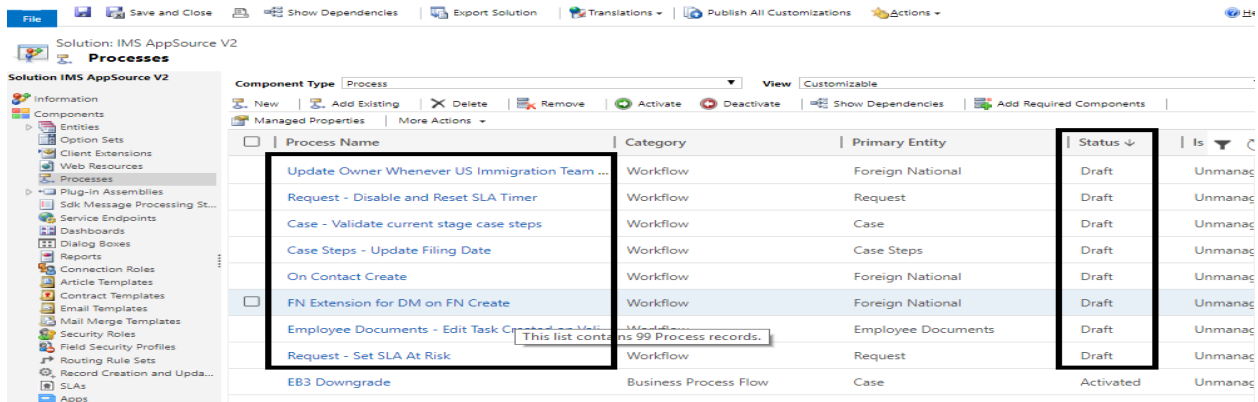 File Save and Close Show Dependencies Export Solution Translations Publish All Customizations Actions
Solution: IMS AppSource V2
Processes
Solution IMS AppSource V2
Information
Components
Entities
Option Sets
Client Extensions
Web Resources
Processes
Plug-in Assemblies
Sdk Message Processing St...
Service Endpoints
Dashboards
Dialog Boxes
Reports
Connection Roles
Article Templates
Contract Templates
Email Templates
Mail Merge Templates
Security Roles
Field Security Profiles
Routing Rule Sets
Record Creation and Upda...
SLAs
Apps
Component Type Process View Customizable
New Add Existing Delete Remove Activate Deactivate Show Dependencies Add Required Components
Managed Properties More Actions
Process Name Category Primary Entity Status Is
Update Owner Whenever US Immigration Team ... Workflow Foreign National Draft Unmanag
Request - Disable and Reset SLA Timer Workflow Request Draft Unmanag
Case - Validate current stage case steps Workflow Case Draft Unmanag
Case Steps - Update Filing Date Workflow Case Steps Draft Unmanag
On Contact Create Workflow Foreign National Draft Unmanag
FN Extension for DM on FN Create Workflow Foreign National Draft Unmanag
Employee Documents - Edit Task Employee Documents Draft Unmanag
This list contains 99 Process records.
Request - Set SLA At Risk Workflow Request Draft Unmanag
EB3 Downgrade Business Process Flow Case Activated Unmanag